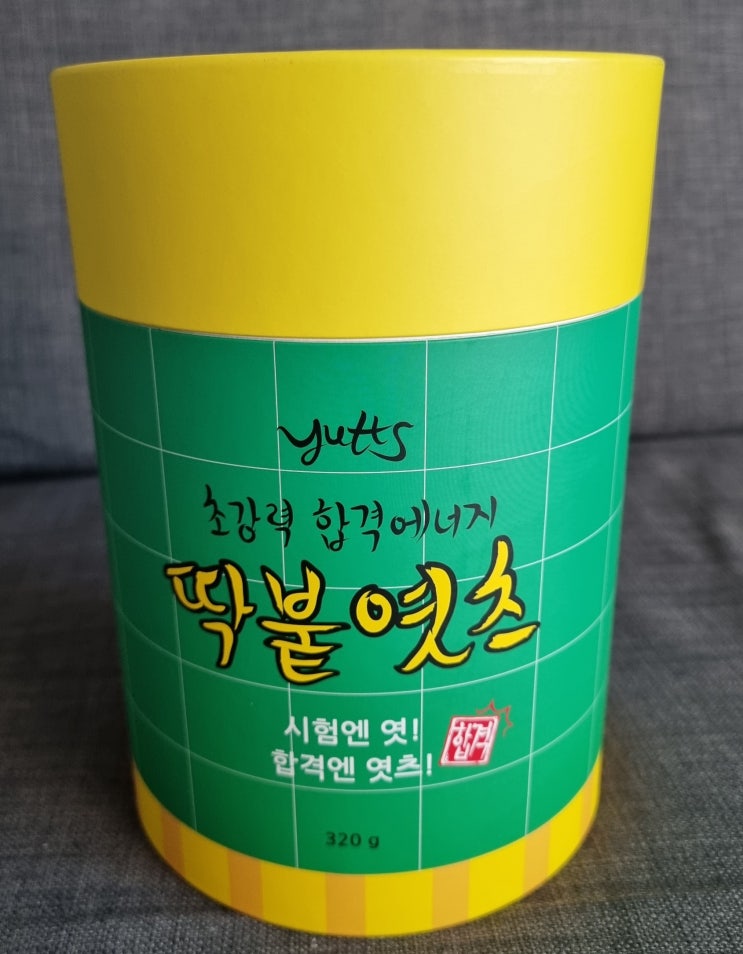 yutts
초강력 합격에너지
딱붙엿츠
시험엔 엿!
합격엔 엿츠!
합격
320 g